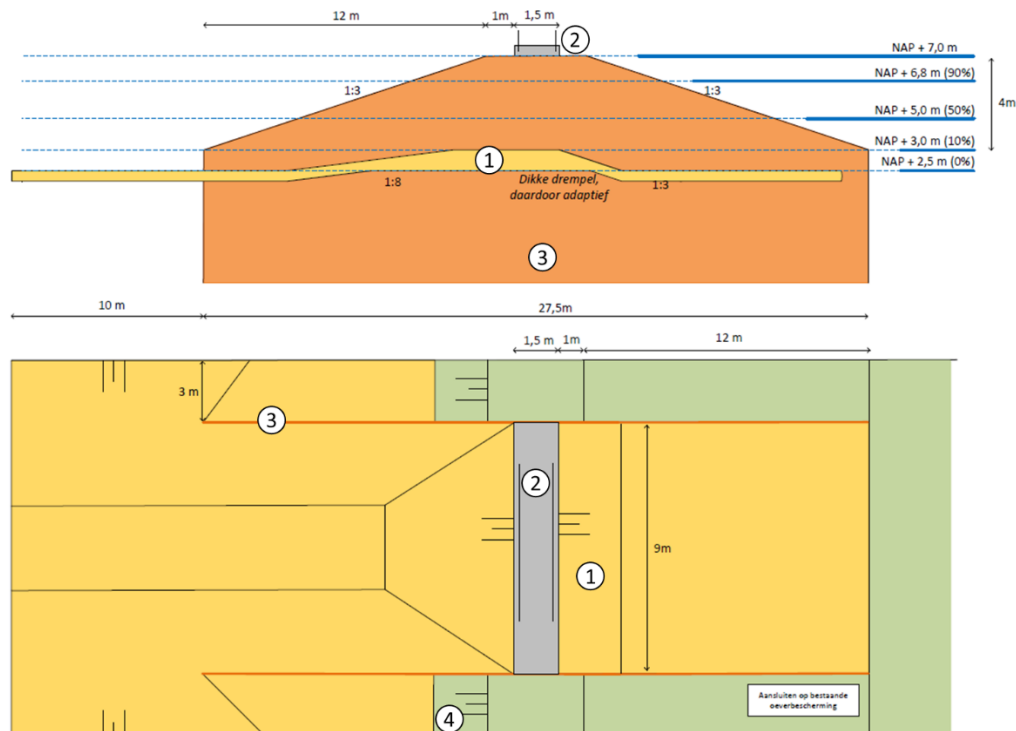 12 m
1m
1,5 m
2
NAP + 7,0 m
NAP + 6,8 m (90%)
1:3
1:3
4m
NAP + 5,0 m (50%)
NAP + 3,0 m (10%)
1
NAP + 2,5 m (0%)
1:8
Dikke drempel,
daardoor adaptief
1:3
3
10 m
27,5m
1,5 m
1m
12 m
3 m
3
2
9m
1
Aansluiten op bestaande
oeverbescherming
4